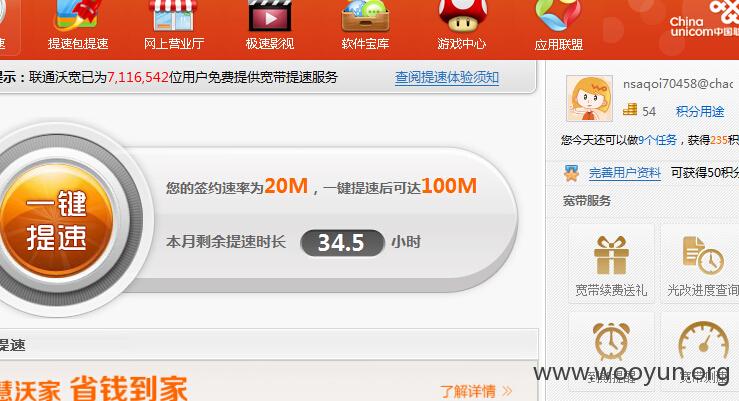 速
提速包提速
网上营业厅
极速影视
软件宝库
游戏中心
应用联盟
China
unicom中国联
示：联通沃宽已为7,116,542位用户免费提供宽带提速服务
查阅提速体验须知
nsaqoi70458@chac
54
积分用途
您今天还可以做9个任务，获得235积
完善用户资料
可获得50积分
宽带服务
一键
提速
您的签约速率为20M，一键提速后可达100M
本月剩余提速时长 34.5 小时
宽带续费送礼
光改进度查询
提速
慧沃家 省钱到家
了解详情 »
到期提醒
宽带测速
www.wooyun.org